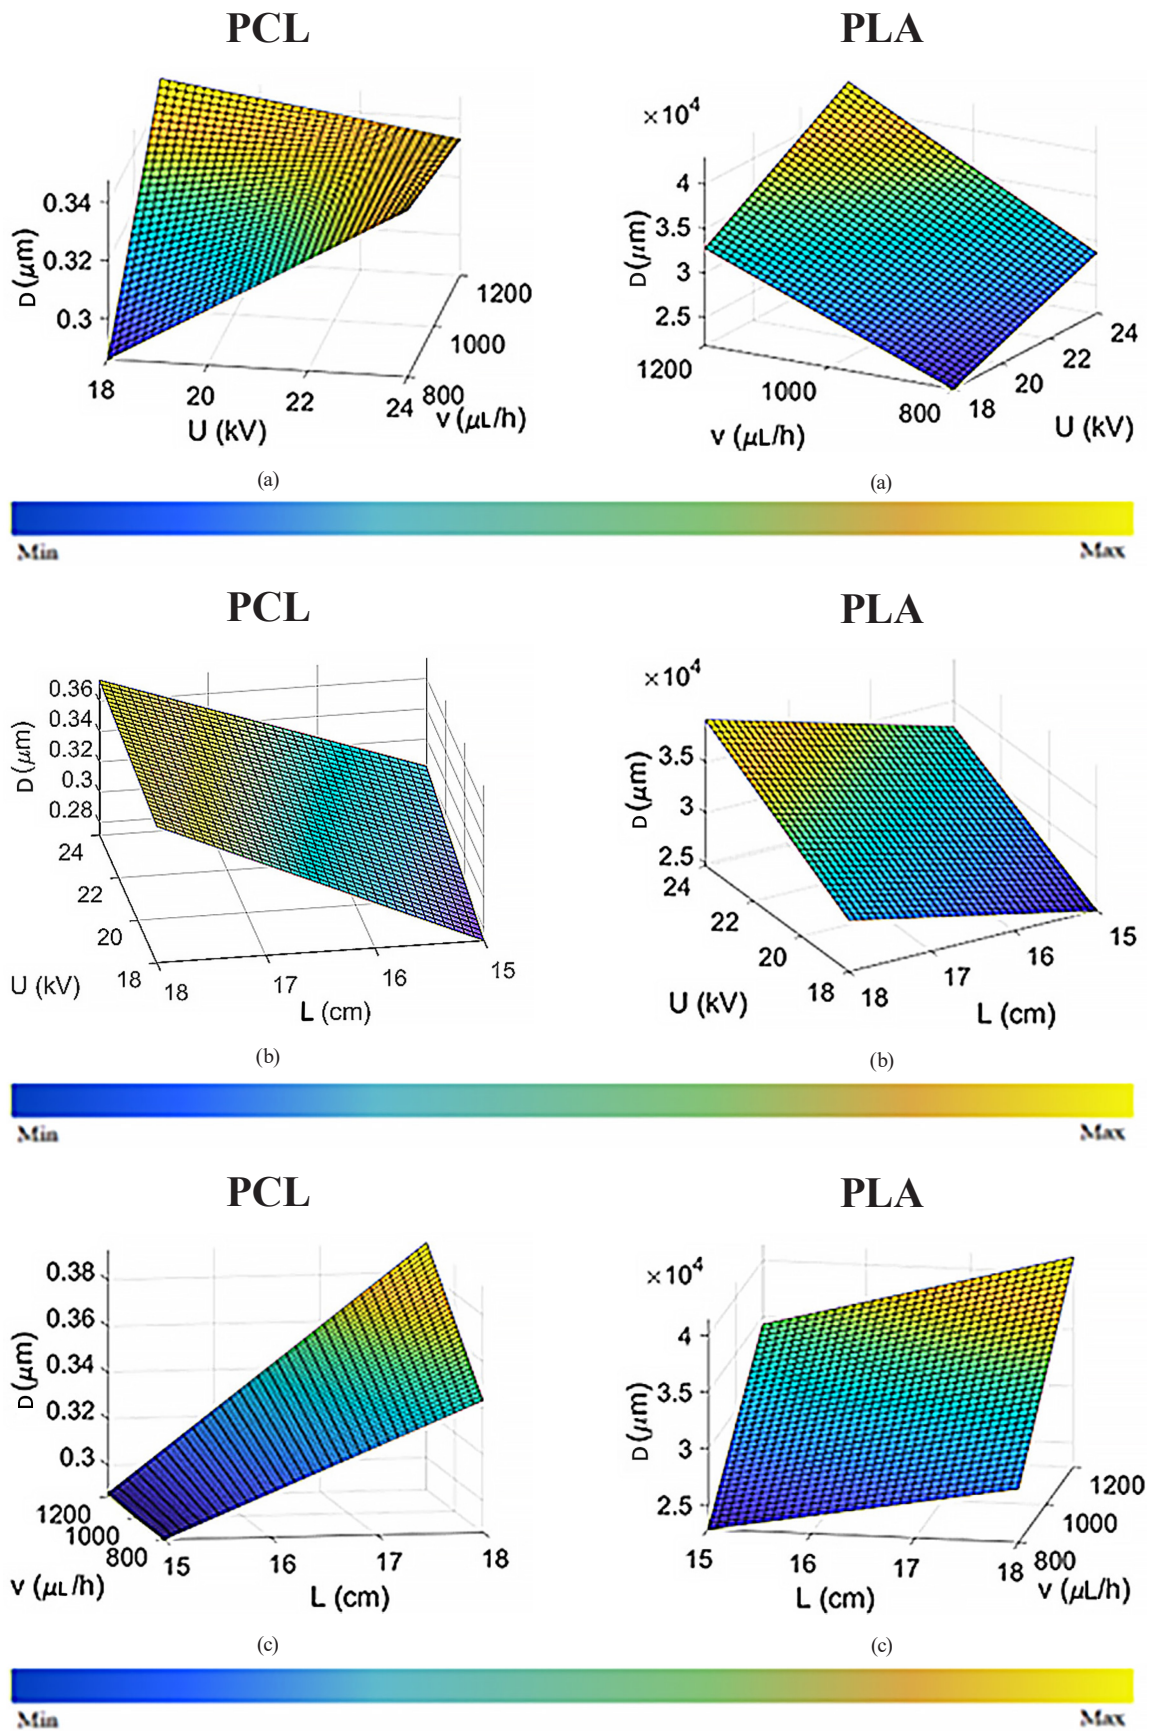 PCL PLA
×10⁴
0.34
0.32
0.3
D (μm)
18 20 22 24
U (kV)
800 1000 1200
v (μL/h)
4
3.5
3
2.5
D (μm)
1200 1000 800
v (μL/h)
18 20 22 24
U (kV)
(a) (a)
Min Max
PCL PLA
×10⁴
0.36
0.34
0.32
0.3
0.28
D (μm)
24
22
20
18
U (kV)
18 17 16 15
L (cm)
3.5
3
2.5
D (μm)
24
22
20
18
U (kV)
18 17 16 15
L (cm)
(b) (b)
Min Max
PCL PLA
×10⁴
0.38
0.36
0.34
0.32
0.3
D (μm)
1200
1000
800
v (μL/h)
15 16 17 18
L (cm)
4
3.5
3
2.5
D (μm)
15 16 17 18
L (cm)
800 1000 1200
v (μL/h)
(c) (c)
Min Max